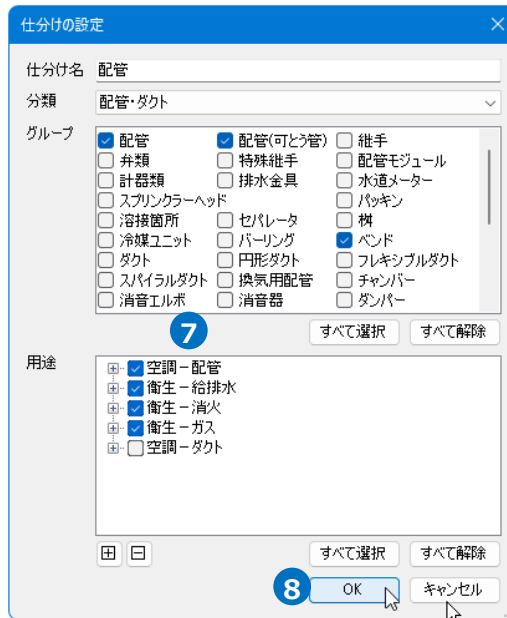 仕分けの設定
仕分け名 配管
分類 配管・ダクト
グループ
配管 配管(可とう管) 継手
弁類 特殊継手 配管モジュール
計器類 排水金具 水道メーター
スプリンクラーヘッド パッキン
溶接箇所 セパレータ 桝
冷媒ユニット バーリング ベンド
ダクト 円形ダクト フレキシブルダクト
スパイラルダクト 換気用配管 チャンバー
消音エルボ 消音器 ダンパー
7 すべて選択 すべて解除
用途
空調-配管
衛生-給排水
衛生-消火
衛生-ガス
空調-ダクト
すべて選択 すべて解除
8 OK キャンセル